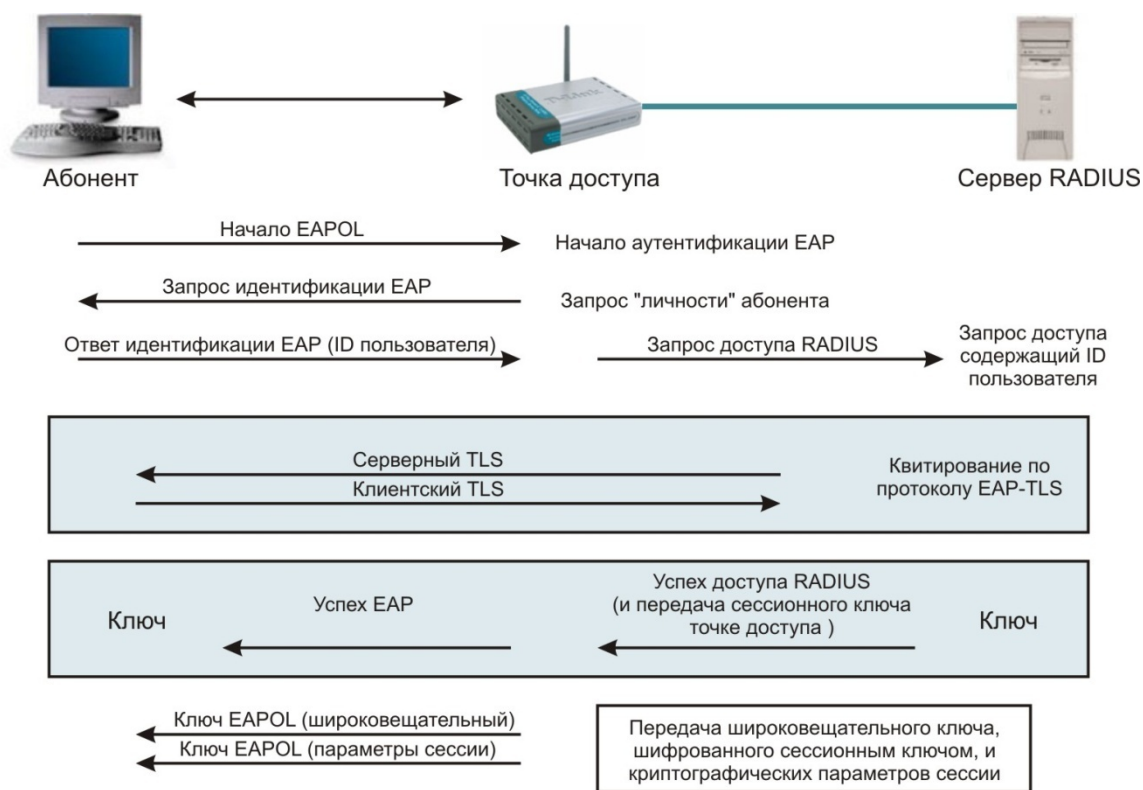 Абонент
Точка доступа
Сервер RADIUS
Начало EAPOL
Начало аутентификации EAP
Запрос идентификации EAP
Запрос "личности" абонента
Ответ идентификации EAP (ID пользователя)
Запрос доступа RADIUS
Запрос доступа
содержащий ID
пользователя
Серверный TLS
Клиентский TLS
Квитирование по
протоколу EAP-TLS
Ключ
Успех EAP
Успех доступа RADIUS
(и передача сессионного ключа
точке доступа )
Ключ
Ключ EAPOL (широковещательный)
Ключ EAPOL (параметры сессии)
Передача широковещательного ключа,
шифрованного сессионным ключом, и
криптографических параметров сессии